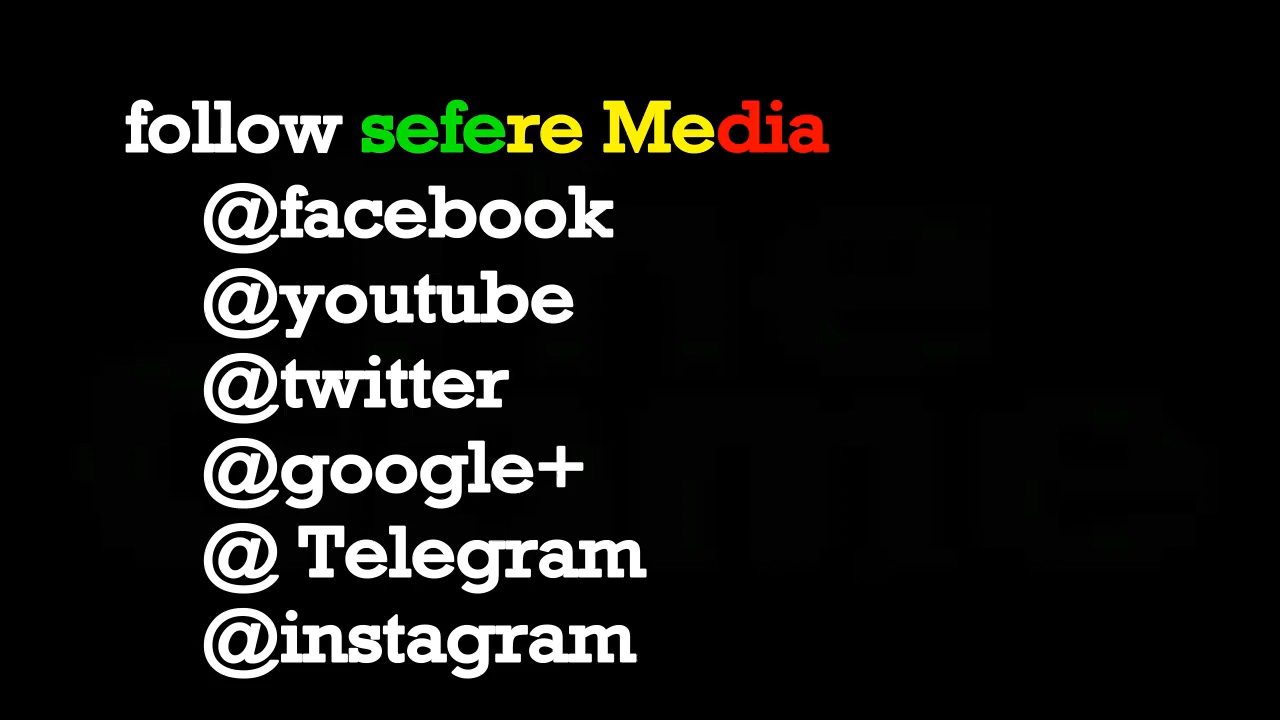 follow sefere Media
@facebook
@youtube
@twitter
@google+
@ Telegram
@instagram